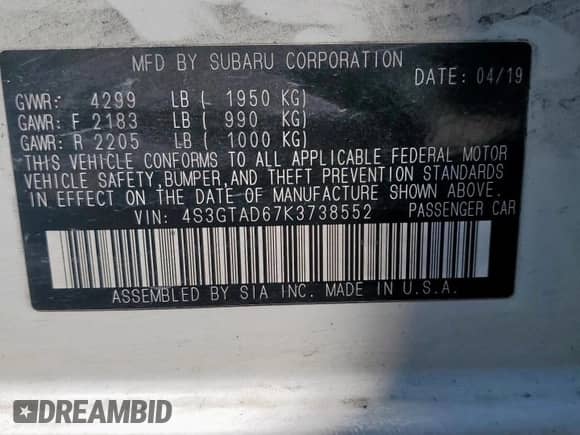 MFD BY SUBARU CORPORATION
DATE: 04/19
GVWR: 4299 LB ( 1950 KG)
GAWR: F 2183 LB ( 990 KG)
GAWR: R 2205 LB ( 1000 KG)
THIS VEHICLE CONFORMS TO ALL APPLICABLE FEDERAL MOTOR
VEHICLE SAFETY,BUMPER,AND THEFT PREVENTION STANDARDS
IN EFFECT ON THE DATE OF MANUFACTURE SHOWN ABOVE.
VIN: 4S3GTAD67K3738552 PASSENGER CAR
ASSEMBLED BY SIA INC. MADE IN U.S.A.
DREAMBID